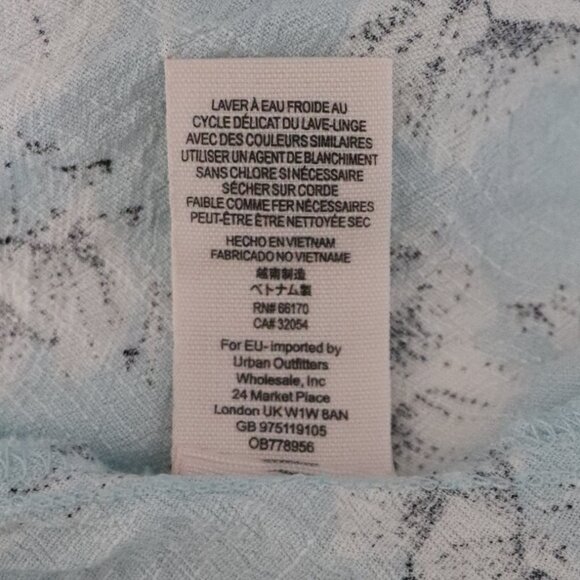 LAVER À EAU FROIDE AU
CYCLE DÉLICAT DU LAVE-LINGE
AVEC DES COULEURS SIMILAIRES
UTILISER UN AGENT DE BLANCHIMENT
SANS CHLORE SI NÉCESSAIRE
SÉCHER SUR CORDE
FAIBLE COMME FER NÉCESSAIRES
PEUT-ÊTRE ÊTRE NETTOYÉE SEC
HECHO EN VIETNAM
FABRICADO NO VIETNAME
越南制造
ベトナム製
RN# 66170
CA# 32054
For EU- imported by
Urban Outfitters
Wholesale, Inc
24 Market Place
London UK W1W 8AN
GB 975119105
OB778956